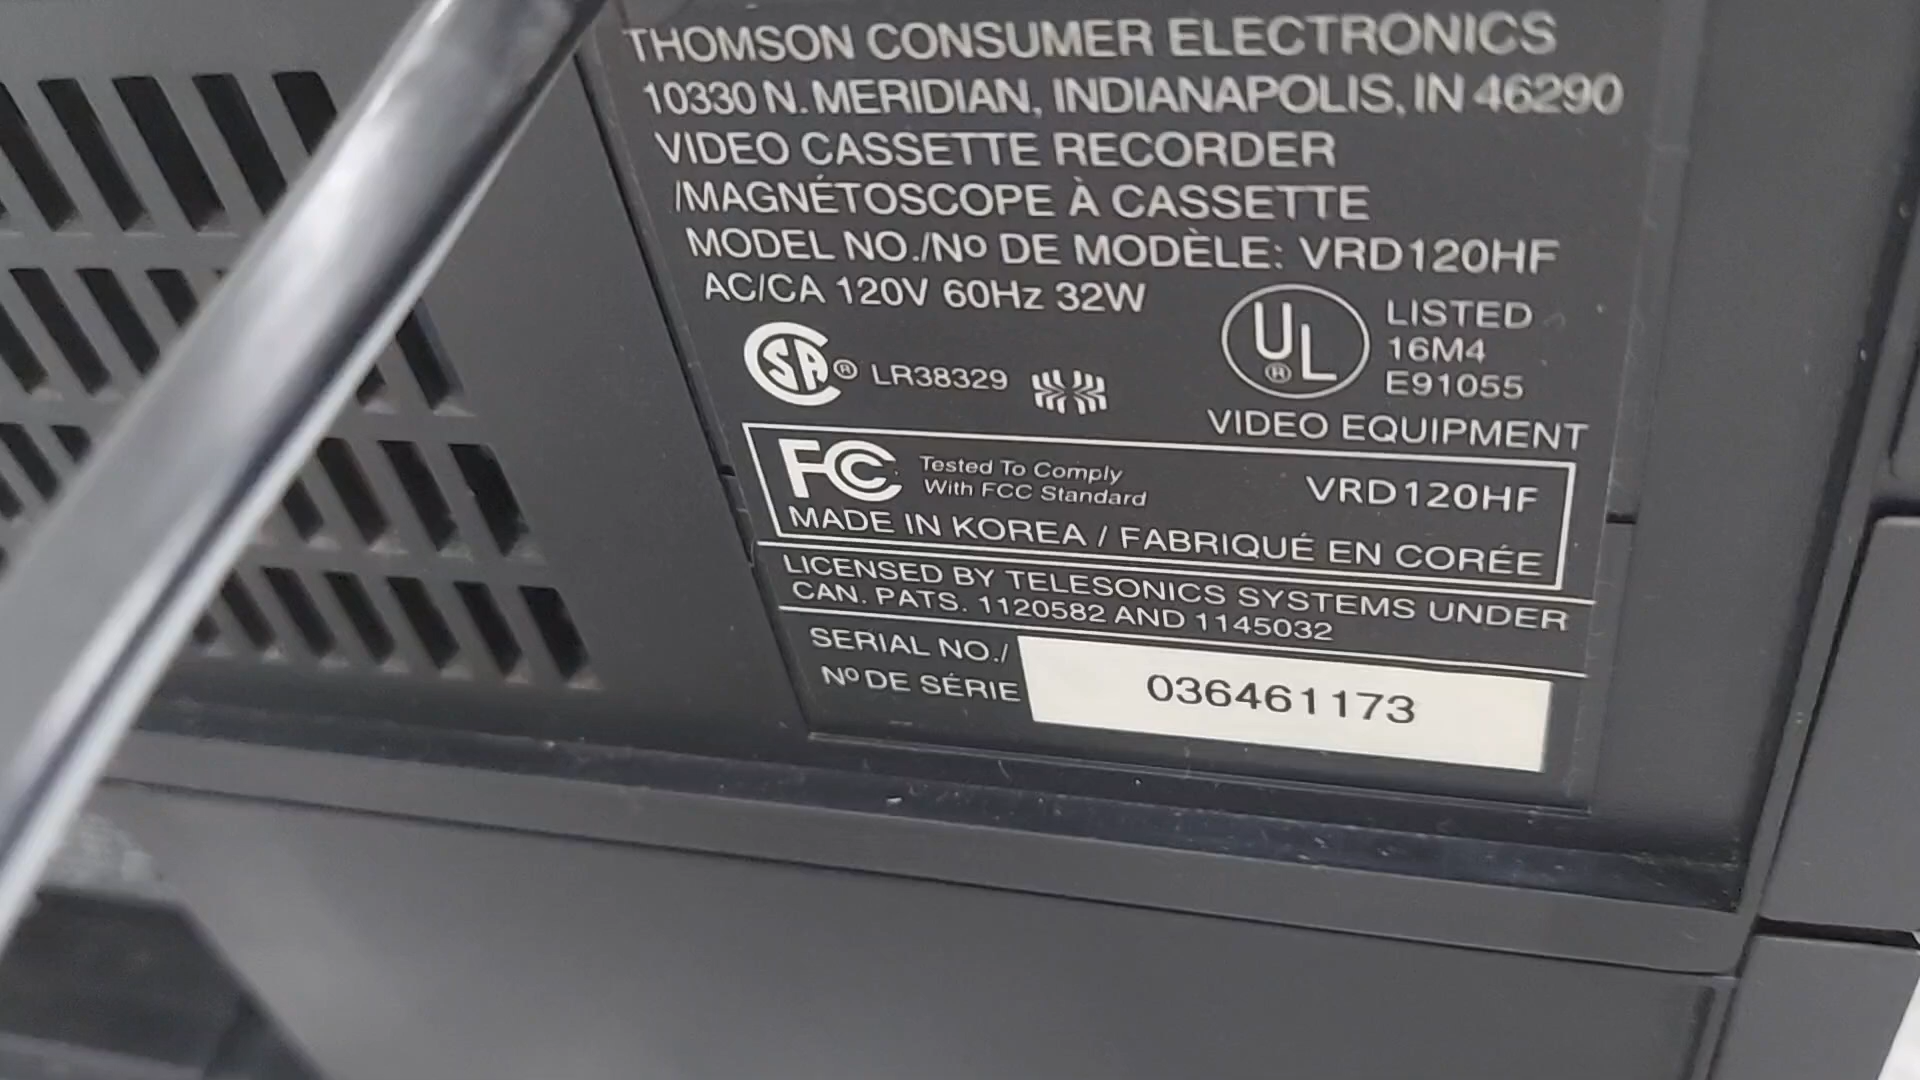 THOMSON CONSUMER ELECTRONICS
10330 N. MERIDIAN, INDIANAPOLIS, IN 46290
VIDEO CASSETTE RECORDER
/MAGNÉTOSCOPE À CASSETTE
MODEL NO./Nº DE MODÈLE: VRD120HF
AC/CA 120V 60Hz 32W
SA ® LR38329
UL ®
LISTED
16M4
E91055
VIDEO EQUIPMENT
FC Tested To Comply
With FCC Standard
VRD120HF
MADE IN KOREA / FABRIQUÉ EN CORÉE
LICENSED BY TELESONICS SYSTEMS UNDER
CAN. PATS. 1120582 AND 1145032
SERIAL NO./
Nº DE SÉRIE
036461173